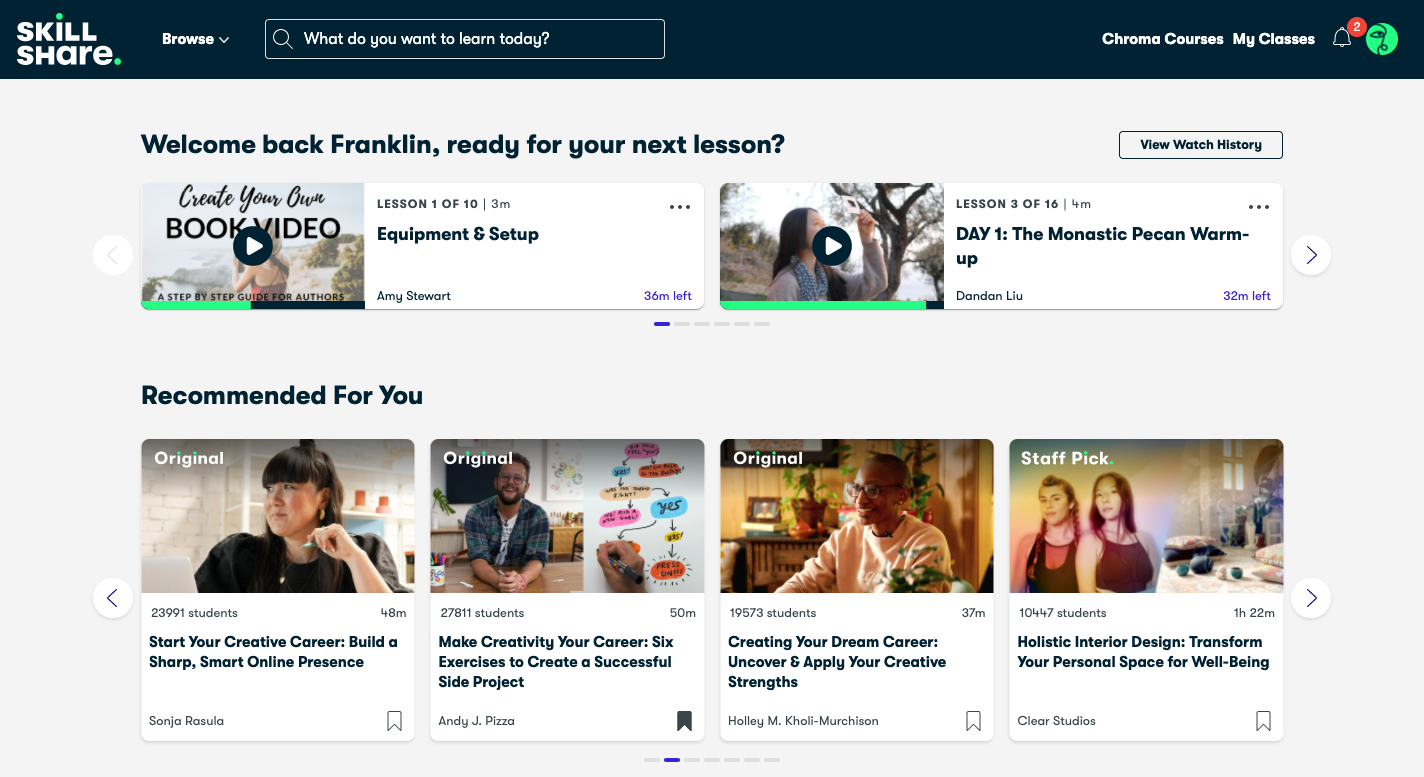 SKILL
SHARE.
Browse
What do you want to learn today?
Chroma Courses
My Classes
2
Welcome back Franklin, ready for your next lesson?
View Watch History
Create Your Own
BOOK VIDEO
A STEP BY STEP GUIDE FOR AUTHORS
LESSON 1 OF 10 | 3m
Equipment & Setup
Amy Stewart
36m left
LESSON 3 OF 16 | 4m
DAY 1: The Monastic Pecan Warm-
up
Dandan Liu
32m left
Recommended For You
Original
23991 students
48m
Start Your Creative Career: Build a
Sharp, Smart Online Presence
Sonja Rasula
Original
YES!
YES
YES!
PRESS
ON!!!
27811 students
50m
Make Creativity Your Career: Six
Exercises to Create a Successful
Side Project
Andy J. Pizza
Original
19573 students
37m
Creating Your Dream Career:
Uncover & Apply Your Creative
Strengths
Holley M. Kholi-Murchison
Staff Pick.
10447 students
1h 22m
Holistic Interior Design: Transform
Your Personal Space for Well-Being
Clear Studios